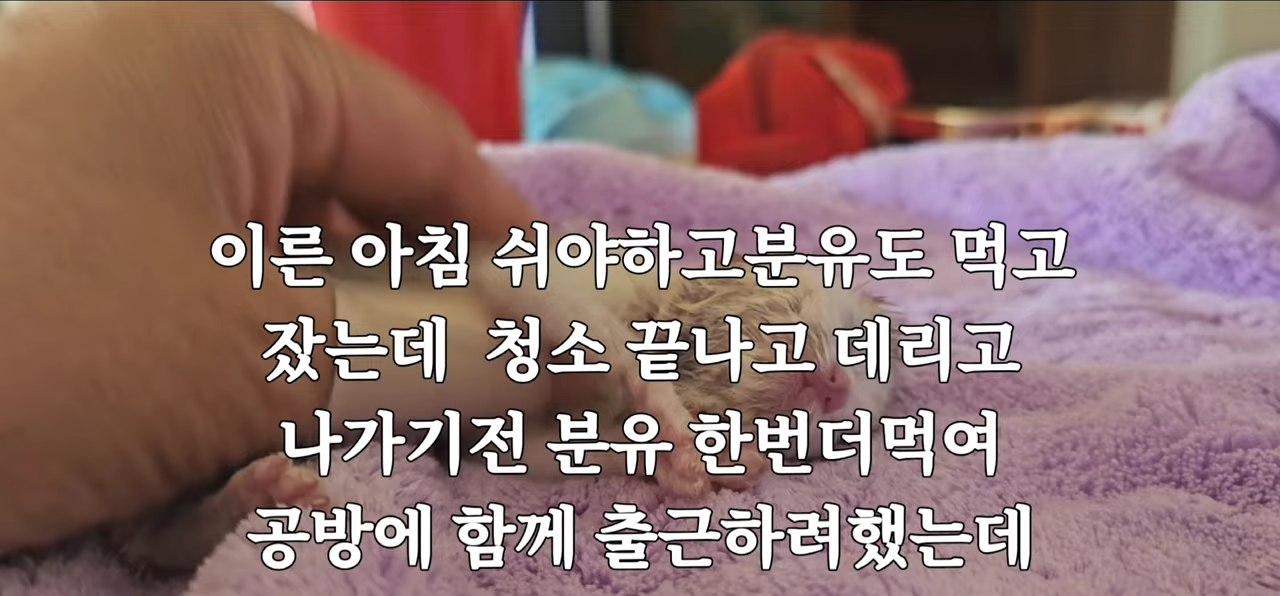 이른 아침 쉬야하고분유도 먹고
잤는데 청소 끝나고 데리고
나가기전 분유 한번더먹여
공방에 함께 출근하려했는데